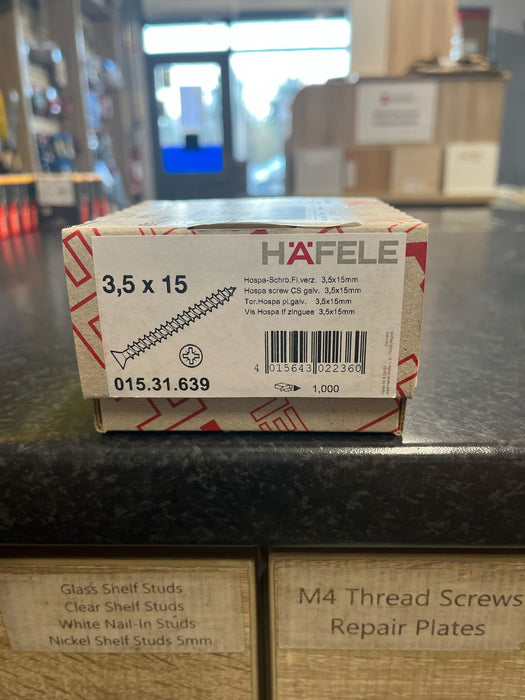 HÄFELE
3,5 x 15
Hospa-Schrb.Fl.verz. 3,5x15mm
Hospa screw CS galv. 3,5x15mm
Tor.Hospa pl.galv. 3,5x15mm
Vis Hospa tf zinguee 3,5x15mm
4 015643 022360
015.31.639
1,000
Glass Shelf Studs
Clear Shelf Studs
White Nail-In Studs
Nickel Shelf Studs 5mm
M4 Thread Screws
Repair Plates